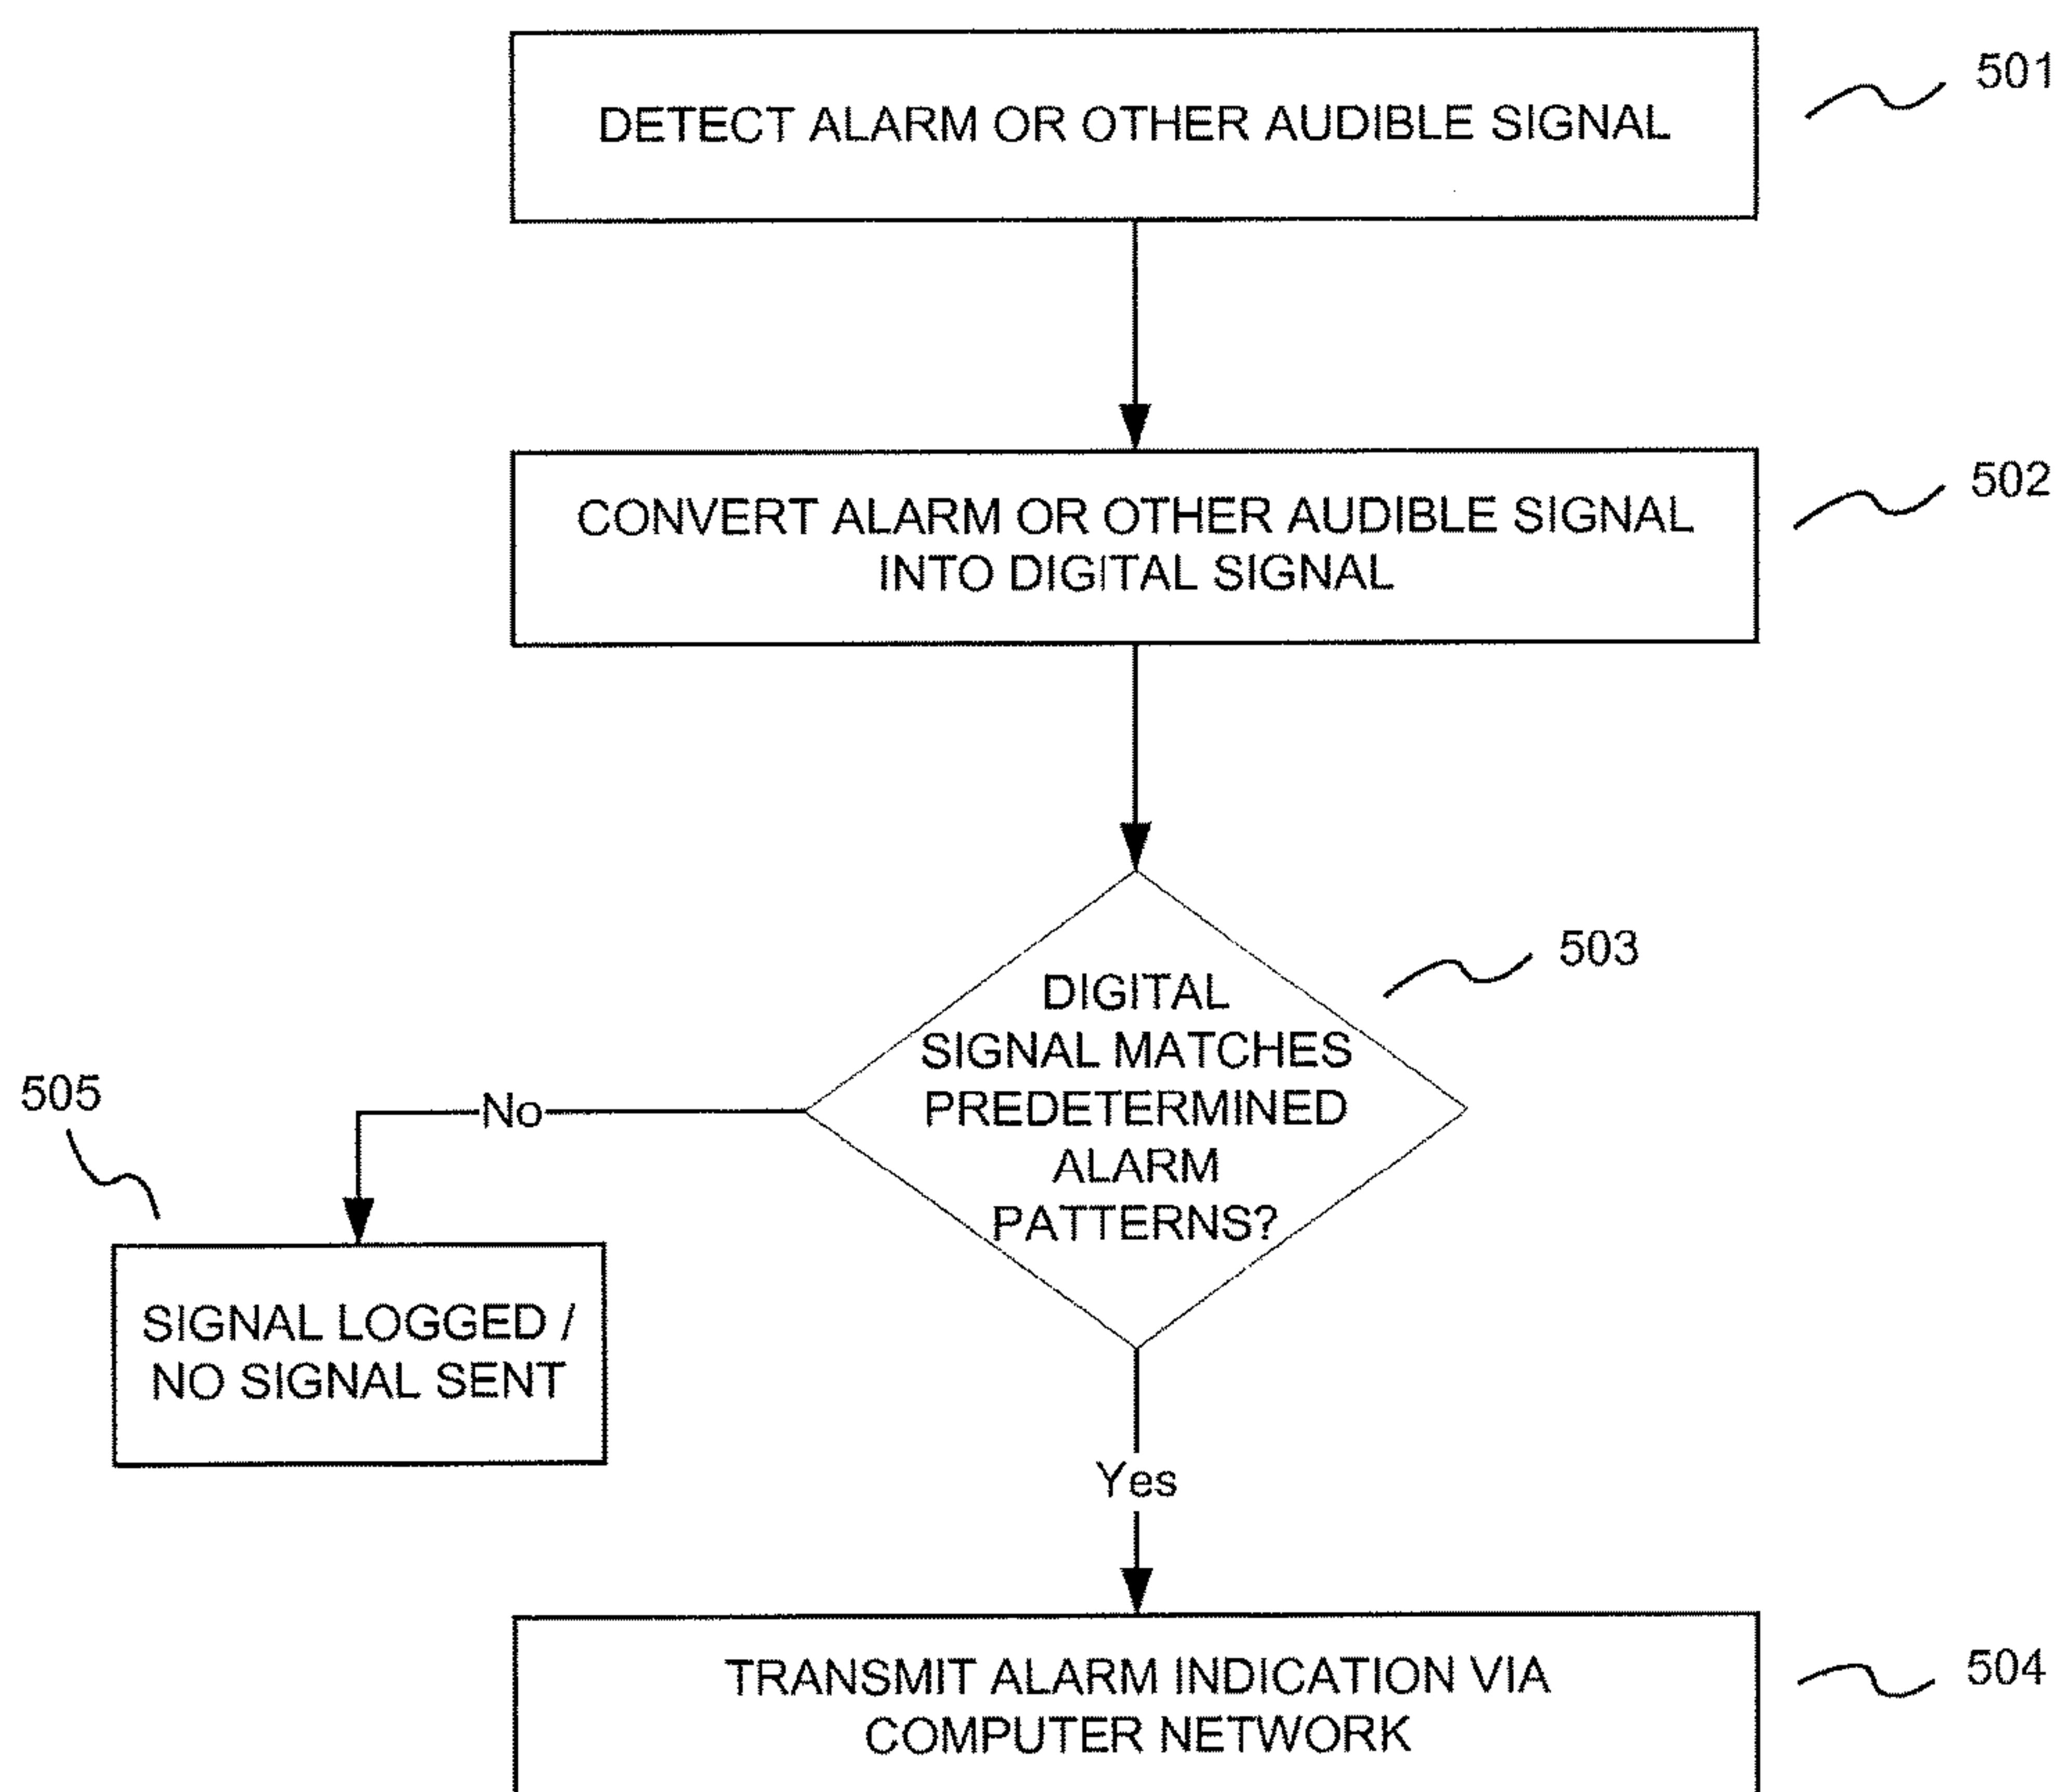 DETECT ALARM OR OTHER AUDIBLE SIGNAL
501
CONVERT ALARM OR OTHER AUDIBLE SIGNAL
INTO DIGITAL SIGNAL
502
DIGITAL
SIGNAL MATCHES
PREDETERMINED
ALARM
PATTERNS?
503
No
505
SIGNAL LOGGED /
NO SIGNAL SENT
Yes
TRANSMIT ALARM INDICATION VIA
COMPUTER NETWORK
504